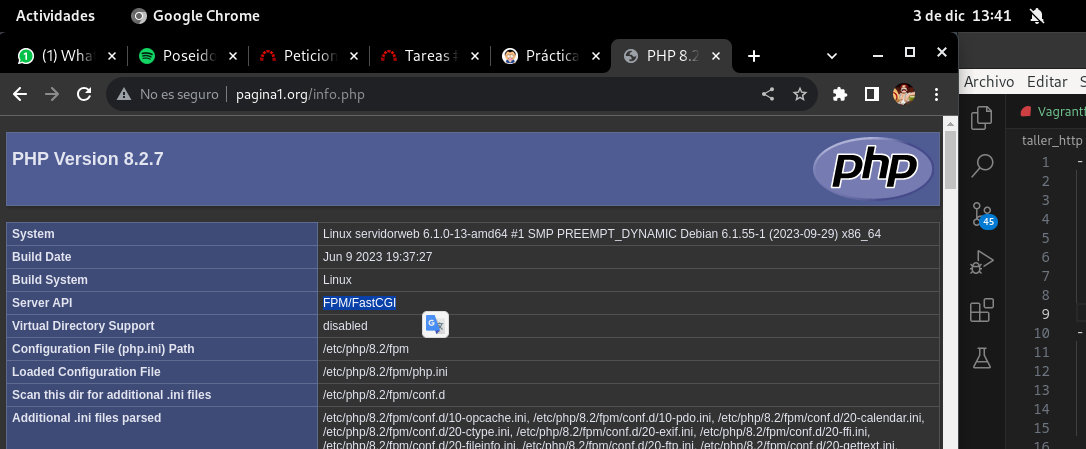 Actividades Google Chrome 3 de dic 13:41
(1) Wha Poseido Peticion Tareas Práctica PHP 8.2
No es seguro pagina1.org/info.php
Archivo Editar S
Vagrantf
taller_http
PHP Version 8.2.7
php
System Linux servidorweb 6.1.0-13-amd64 #1 SMP PREEMPT_DYNAMIC Debian 6.1.55-1 (2023-09-29) x86_64
Build Date Jun 9 2023 19:37:27
Build System Linux
Server API FPM/FastCGI
Virtual Directory Support disabled
Configuration File (php.ini) Path /etc/php/8.2/fpm
Loaded Configuration File /etc/php/8.2/fpm/php.ini
Scan this dir for additional .ini files /etc/php/8.2/fpm/conf.d
Additional .ini files parsed /etc/php/8.2/fpm/conf.d/10-opcache.ini, /etc/php/8.2/fpm/conf.d/10-pdo.ini, /etc/php/8.2/fpm/conf.d/20-calendar.ini,
/etc/php/8.2/fpm/conf.d/20-ctype.ini, /etc/php/8.2/fpm/conf.d/20-exif.ini, /etc/php/8.2/fpm/conf.d/20-ffi.ini,
/etc/php/8.2/fpm/conf.d/20-fileinfo.ini, /etc/php/8.2/fpm/conf.d/20-ftp.ini, /etc/php/8.2/fpm/conf.d/20-gettext.ini,
45
1 -
2
3
4
5
6
7
8
9
10 -
11
12
13
14
15
16